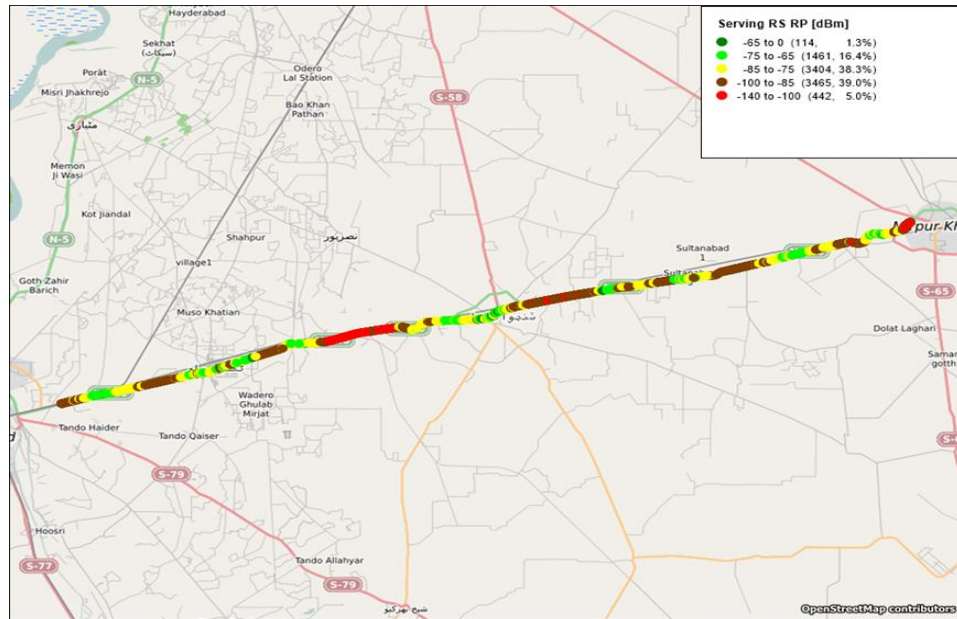 Hayderabad
Sekhat
(سيکاٽ)
Porāt
N-5
Misri Jhakhrejo
مٽياري
Odero
Lal Station
Bao Khan
Pathan
S-58
Memon
Ji Wasi
Kot Jiandal
Shahpur
نصرپور
N-5
village1
Goth Zahir
Barich
Muso Khatian
Sultanabad
1
Wadero
Ghulab
Mirjat
Tando Haider
Tando Qaiser
S-79
Hoosri
S-77
Tando Allahyar
S-79
S-65
Dolat Laghari
Serving RS RP [dBm]
-65 to 0 (114, 1.3%)
-75 to -65 (1461, 16.4%)
-85 to -75 (3404, 38.3%)
-100 to -85 (3465, 39.0%)
-140 to -100 (442, 5.0%)
OpenStreetMap contributors